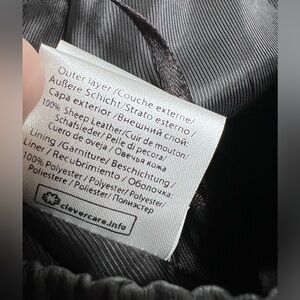 Outer layer/Couche externe/
Äußere Schicht/Strato esterno/
Capa exterior/Внешний слой:
100% Sheep Leather/Cuir de mouton/
Schafsleder/Pelle di pecora/
Cuero de oveja/Овечья кожа
Lining/Garniture/Beschichtung/
Liner/Recubrimiento/Оболочка:
100% Polyester/Polyester/Polyester/
Poliestere/Poliéster/Полиэстер
clevercare.info